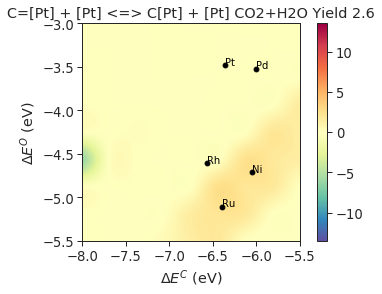 C=[Pt] + [Pt] <=> C[Pt] + [Pt] CO2+H2O Yield 2.6
−3.0
−3.5
−4.0
−4.5
−5.0
−5.5
ΔE^O (eV)
Pt
Pd
Rh
Ni
Ru
−8.0 −7.5 −7.0 −6.5 −6.0 −5.5
ΔE^C (eV)
10
5
0
−5
−10